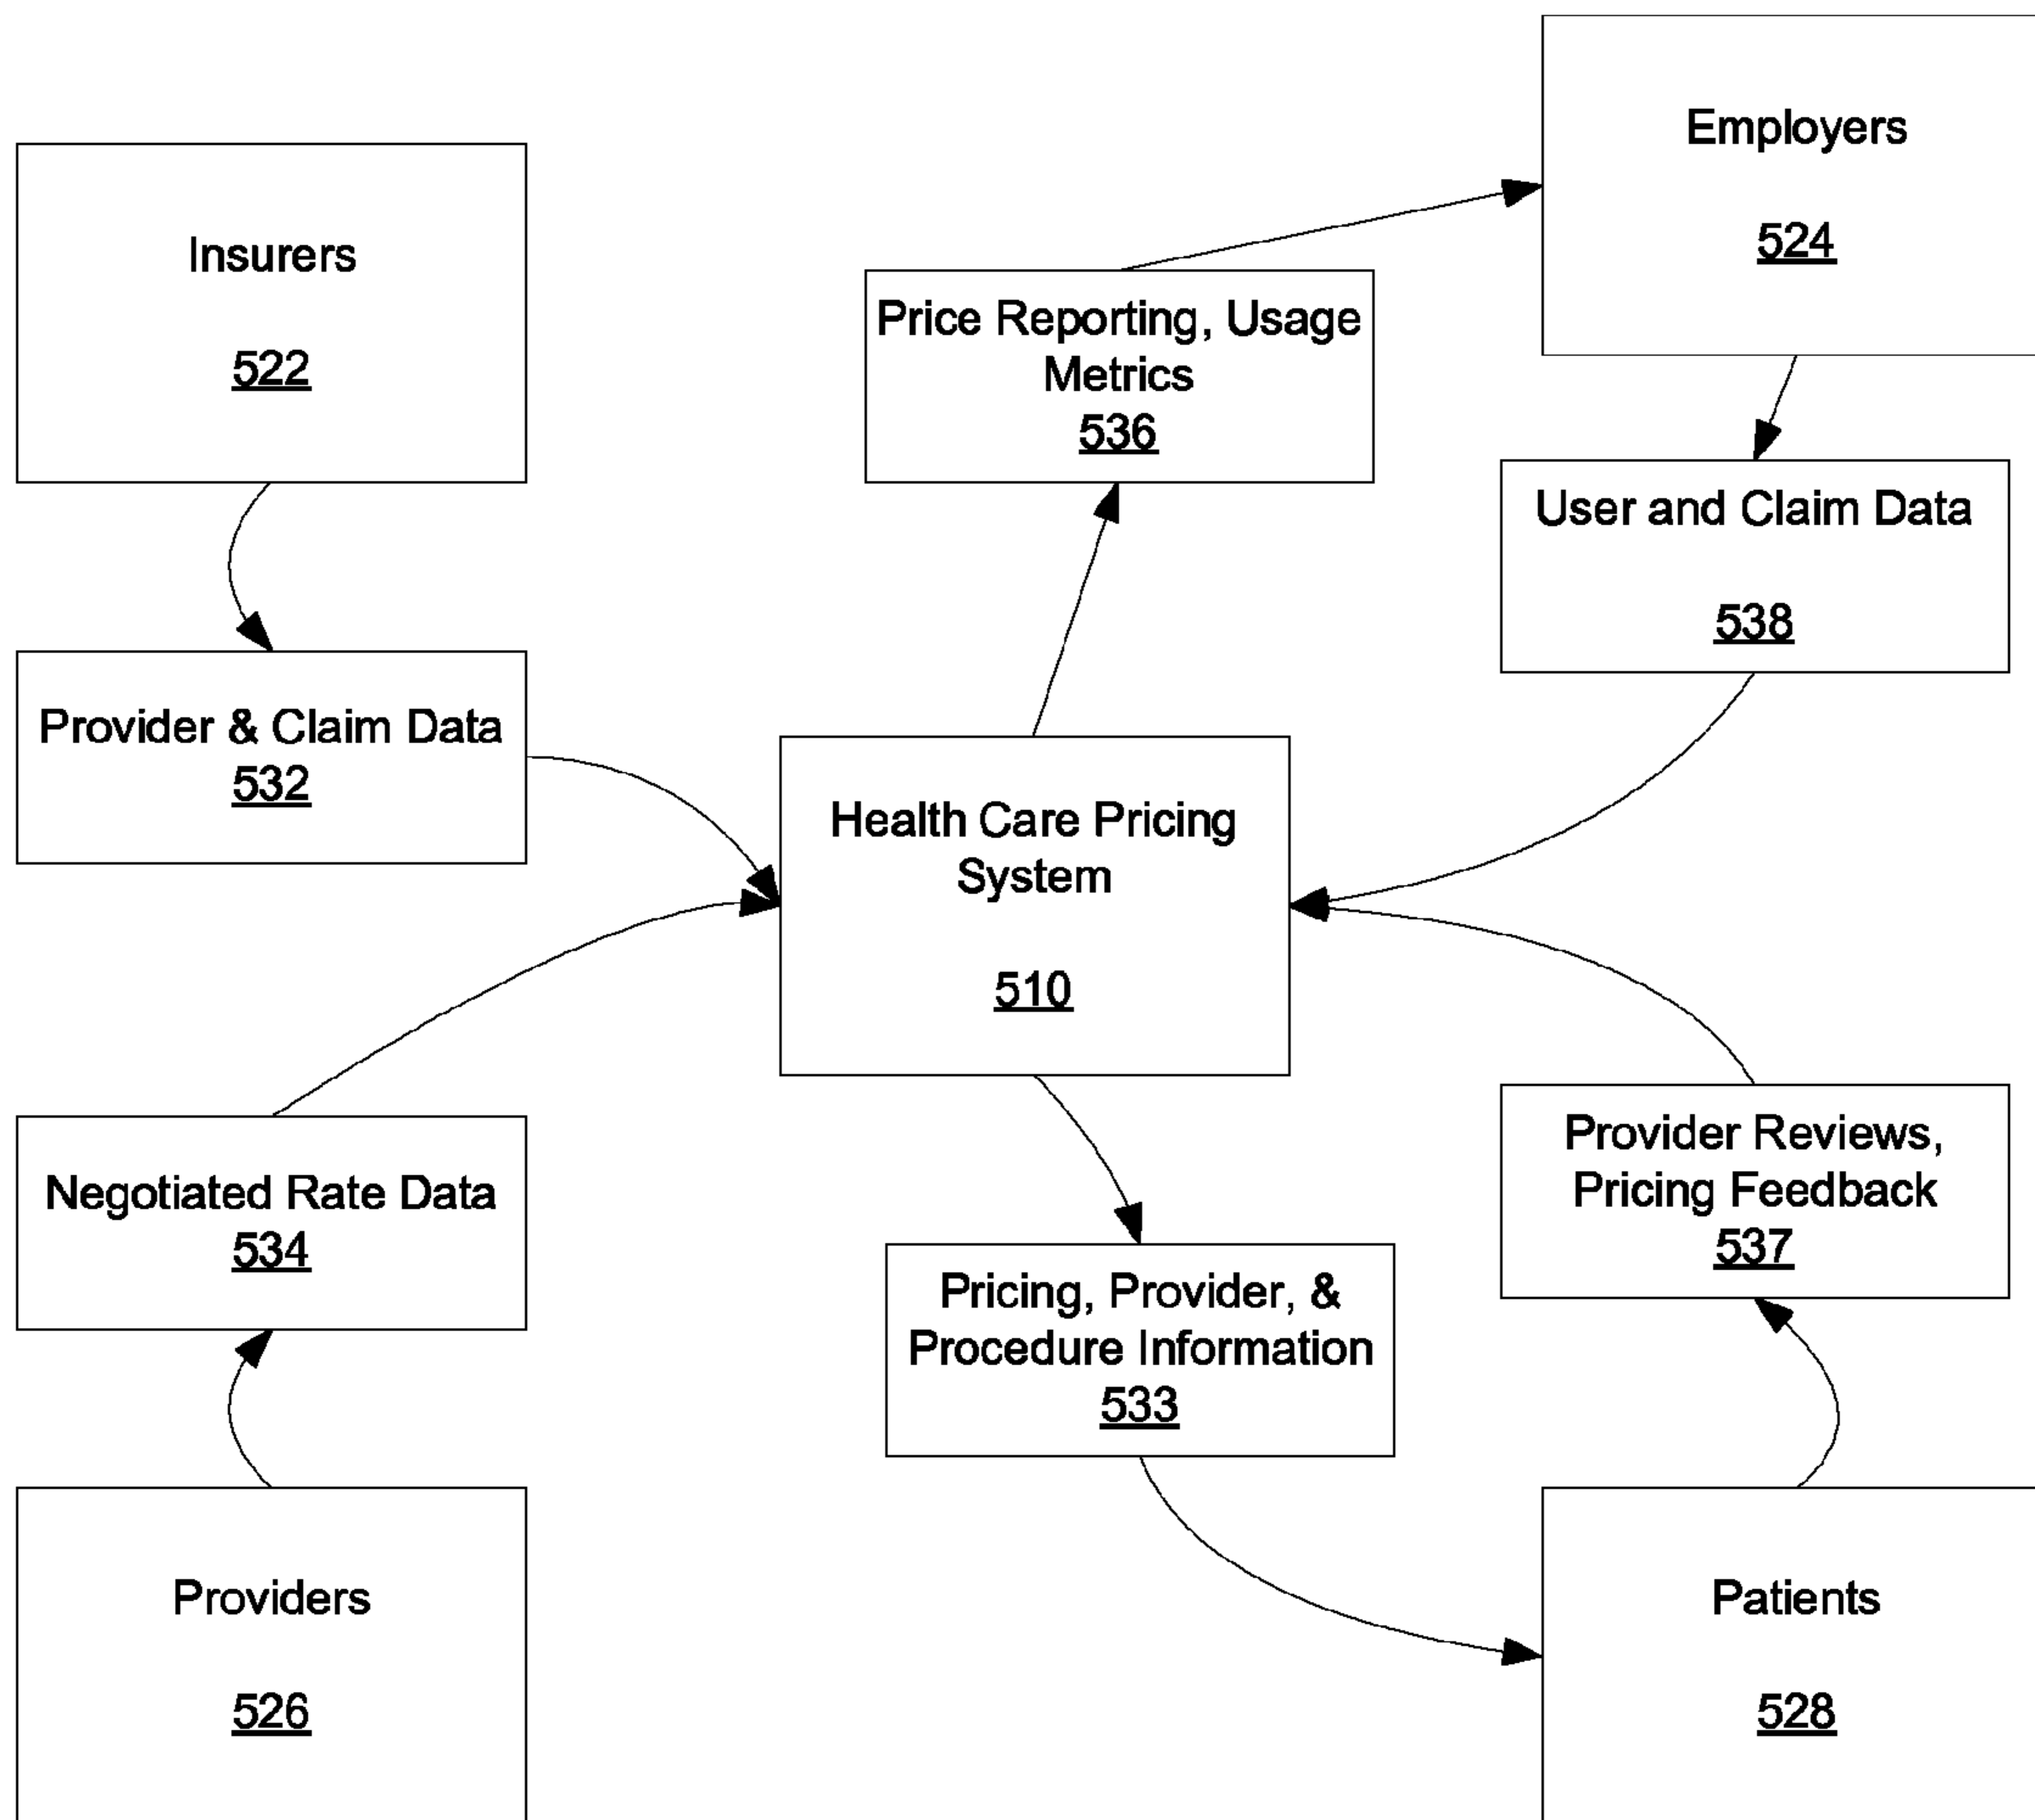 Insurers
522
Employers
524
Price Reporting, Usage
Metrics
536
User and Claim Data
538
Provider & Claim Data
532
Health Care Pricing
System
510
Negotiated Rate Data
534
Provider Reviews,
Pricing Feedback
537
Pricing, Provider, &
Procedure Information
533
Providers
526
Patients
528